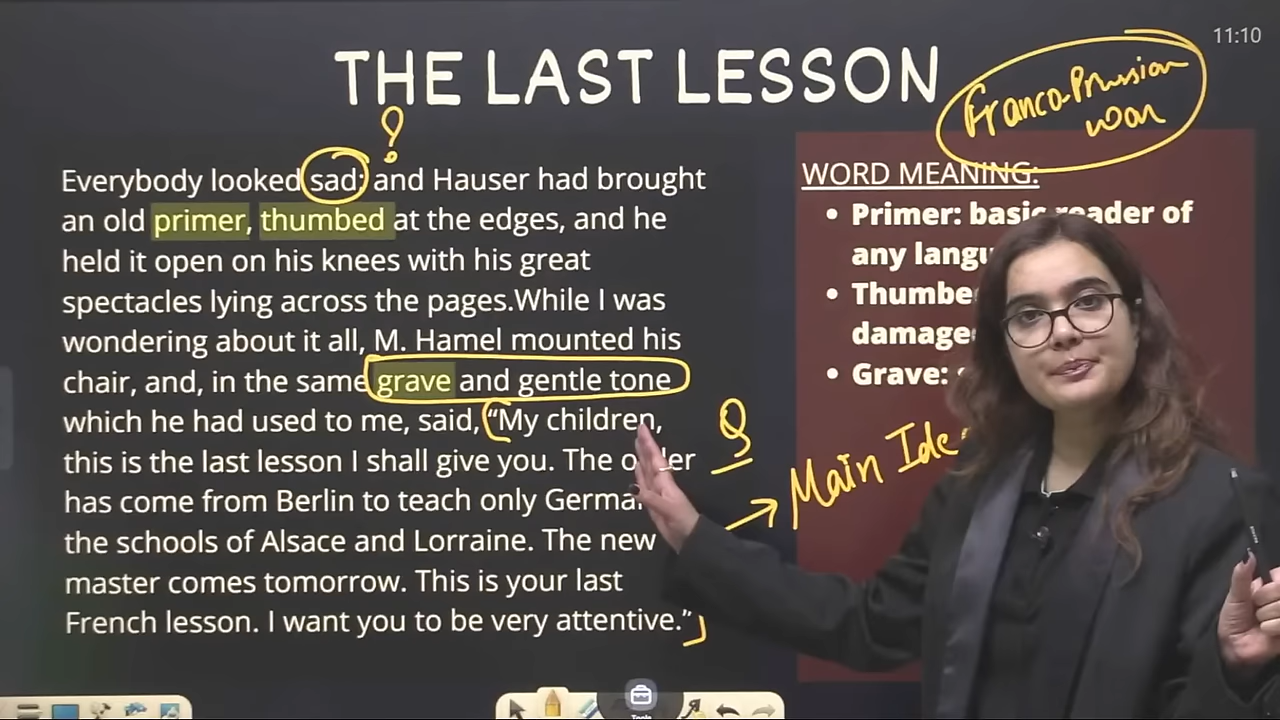 11:10
THE LAST LESSON
Franco-Prussian
war
?
Everybody looked sad; and Hauser had brought
an old primer, thumbed at the edges, and he
held it open on his knees with his great
spectacles lying across the pages.While I was
wondering about it all, M. Hamel mounted his
chair, and, in the same grave and gentle tone
which he had used to me, said, “My children,
this is the last lesson I shall give you. The
has come from Berlin to teach only
the schools of Alsace and Lorraine. The new
master comes tomorrow. This is your last
French lesson. I want you to be very attentive.”
WORD MEANING:
• Primer: basic reader of
any
• 
• Grave:
Main